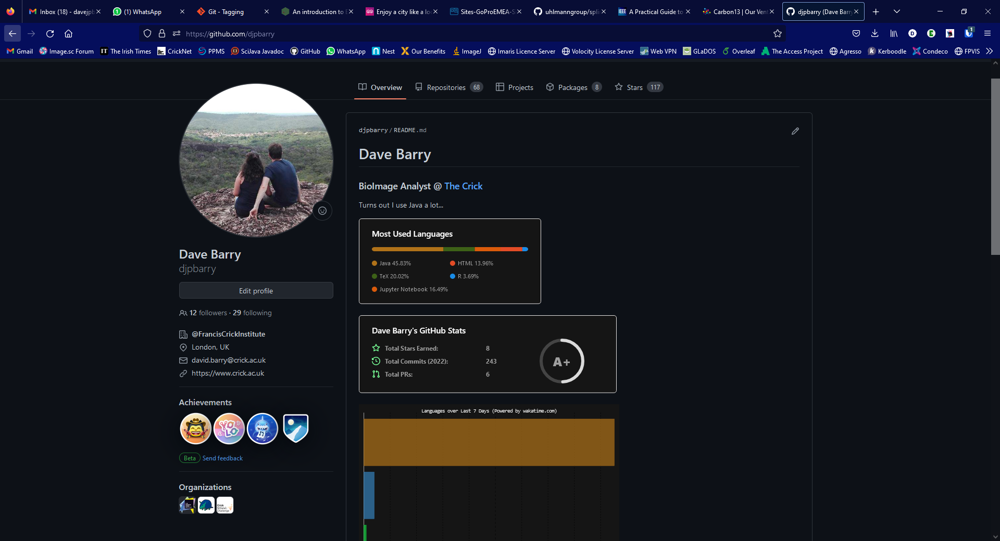 Inbox (18) - davejpb
(1) WhatsApp
Git - Tagging
An introduction to
Enjoy a city like a lo
Sites-GoProEMEA-S
uhlmanngroup/spli
IEEE A Practical Guide to
Carbon13 | Our Ven
djpbarry (Dave Barry
https://github.com/djpbarry
1
Gmail
Image.sc Forum
IT The Irish Times
CrickNet
PPMS
SciJava Javadoc
GitHub
WhatsApp
Nest
Our Benefits
ImageJ
Imaris Licence Server
Volocity License Server
Web VPN
GLaDOS
Overleaf
The Access Project
Agresso
Kerboodle
Condeco
FPVIS
Overview
Repositories 68
Projects
Packages 8
Stars 117
djpbarry / README.md
Dave Barry
BioImage Analyst @ The Crick
Turns out I use Java a lot...
Most Used Languages
Java 45.83%
HTML 13.96%
TeX 20.02%
R 3.69%
Jupyter Notebook 16.49%
Dave Barry's GitHub Stats
Total Stars Earned: 8
Total Commits (2022): 243
Total PRs: 6
A+
Languages over Last 7 Days (Powered by wakatime.com)
Dave Barry
djpbarry
Edit profile
12 followers · 29 following
@FrancisCrickInstitute
London, UK
david.barry@crick.ac.uk
https://www.crick.ac.uk
Achievements
YOLO
Beta Send feedback
Organizations
Crick
Challenge